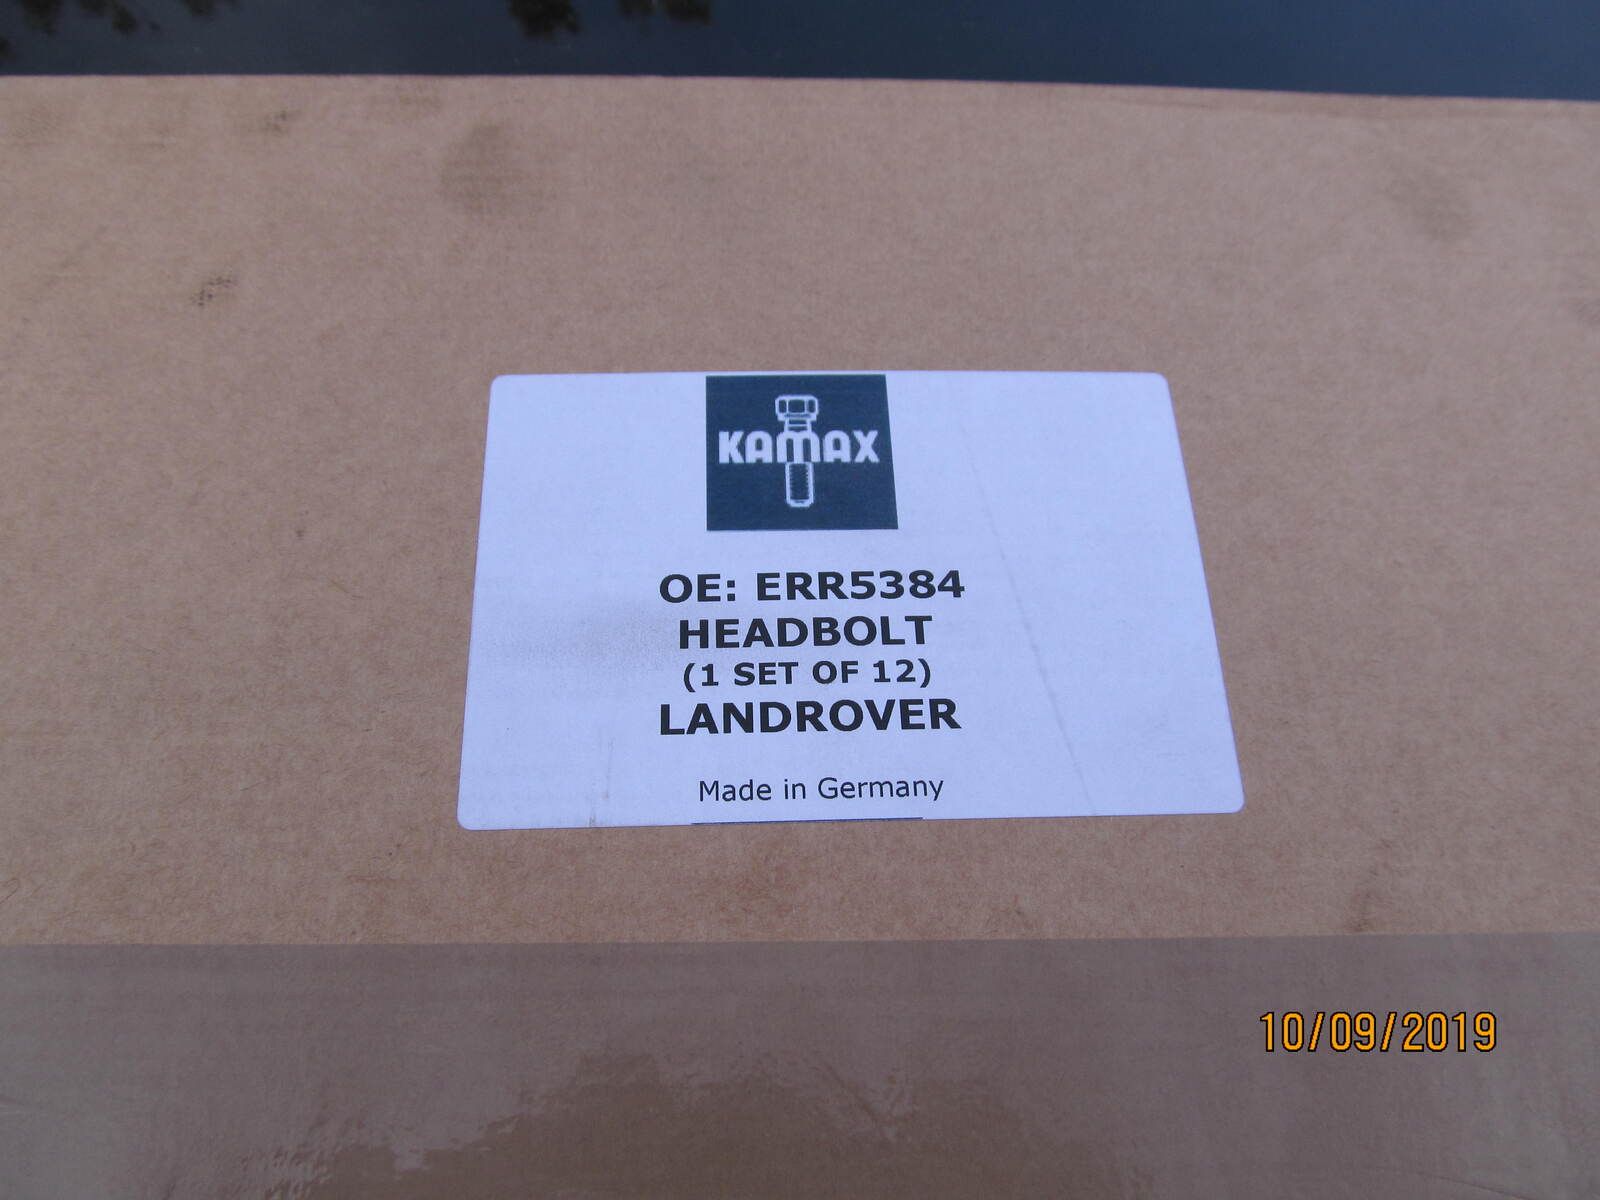 KAMAX
OE: ERR5384
HEADBOLT
(1 SET OF 12)
LANDROVER
Made in Germany
10/09/2019